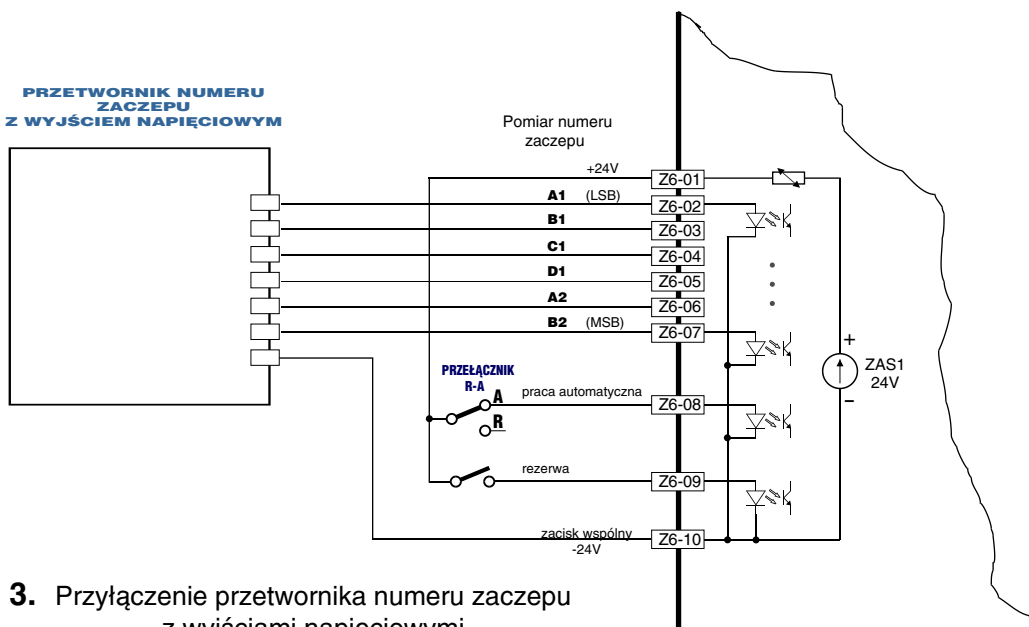 PRZETWORNIK NUMERU
ZACZEPU
Z WYJŚCIEM NAPIĘCIOWYM
Pomiar numeru
zaczepu
+24V
Z6-01
A1 (LSB)
Z6-02
B1
Z6-03
C1
Z6-04
D1
Z6-05
A2
Z6-06
B2 (MSB)
Z6-07
+
ZAS1
24V
–
PRZEŁĄCZNIK
R-A
A
praca automatyczna
Z6-08
R
rezerwa
Z6-09
zacisk wspólny
-24V
Z6-10
3. Przyłączenie przetwornika numeru zaczepu
z wyjściami napięciowymi